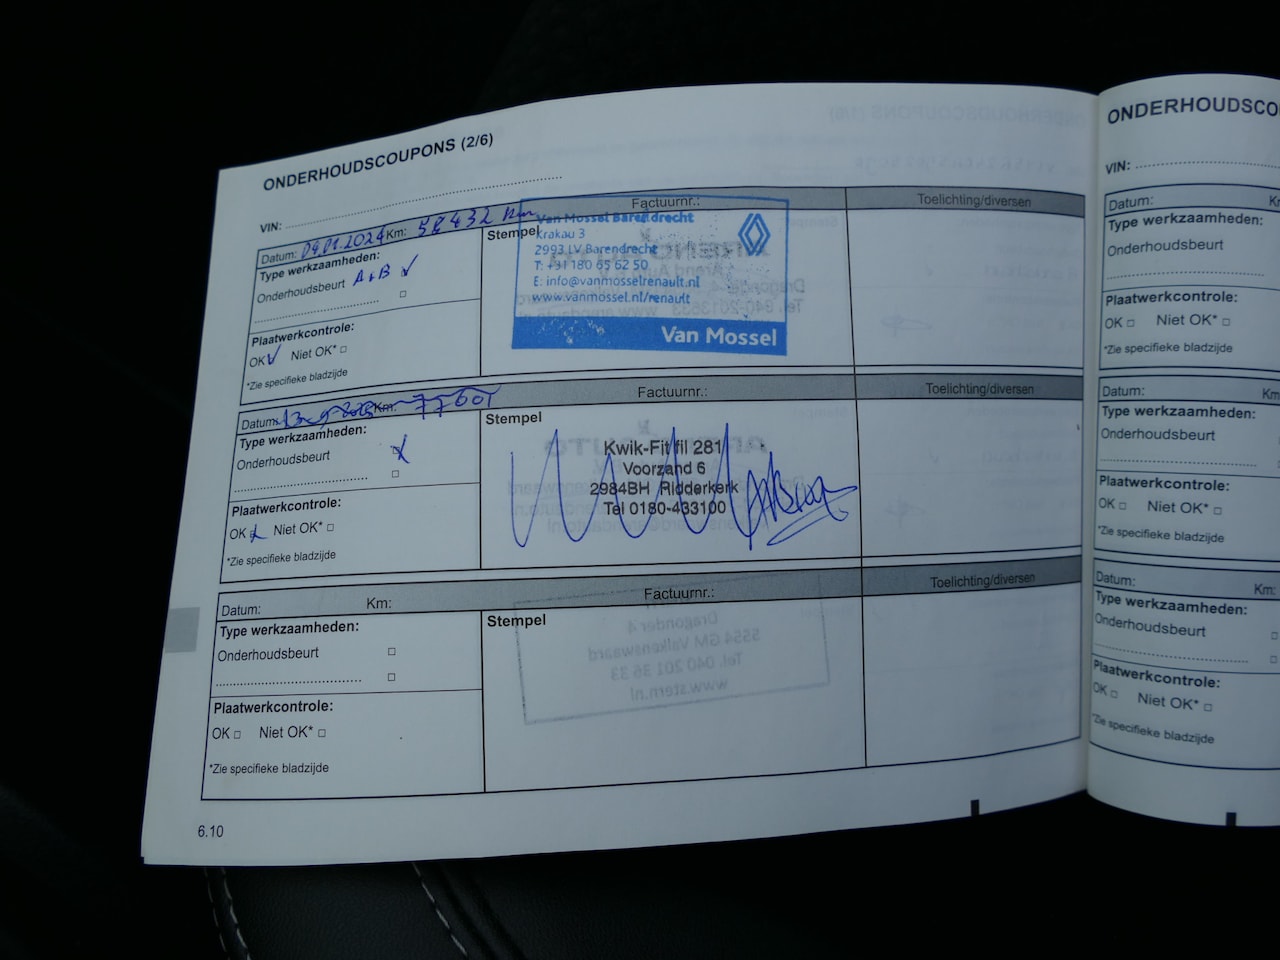 ONDERHOUDSCOUPONS (2/6)
VIN:
Datum: 09.01.2024 Km: 58432 km Factuurnr.: Toelichting/diversen
Type werkzaamheden:
Onderhoudsbeurt A+B
Plaatwerkcontrole:
OK Niet OK*
*Zie specifieke bladzijde
Stempel
Van Mossel Barendrecht
Krakau 3
2993 LV Barendrecht
T: +31 180 65 62 50
E: info@vanmosselrenault.nl
www.vanmossel.nl/renault
Van Mossel
Datum: Km: 77601 Factuurnr.: Toelichting/diversen
Type werkzaamheden:
Onderhoudsbeurt
Plaatwerkcontrole:
OK Niet OK*
*Zie specifieke bladzijde
Stempel
Kwik-Fit fil 281
Voorzand 6
2984BH Ridderkerk
Tel 0180-433100
Datum: Km: Factuurnr.: Toelichting/diversen
Type werkzaamheden:
Onderhoudsbeurt
Plaatwerkcontrole:
OK Niet OK*
*Zie specifieke bladzijde
Stempel
6.10
ONDERHOUDSCO
VIN:
Datum: Km
Type werkzaamheden:
Onderhoudsbeurt
Plaatwerkcontrole:
OK Niet OK*
*Zie specifieke bladzijde
Datum: Km
Type werkzaamheden:
Onderhoudsbeurt
Plaatwerkcontrole:
OK Niet OK*
*Zie specifieke bladzijde
Datum: Km:
Type werkzaamheden:
Onderhoudsbeurt
Plaatwerkcontrole:
OK Niet OK*
*Zie specifieke bladzijde